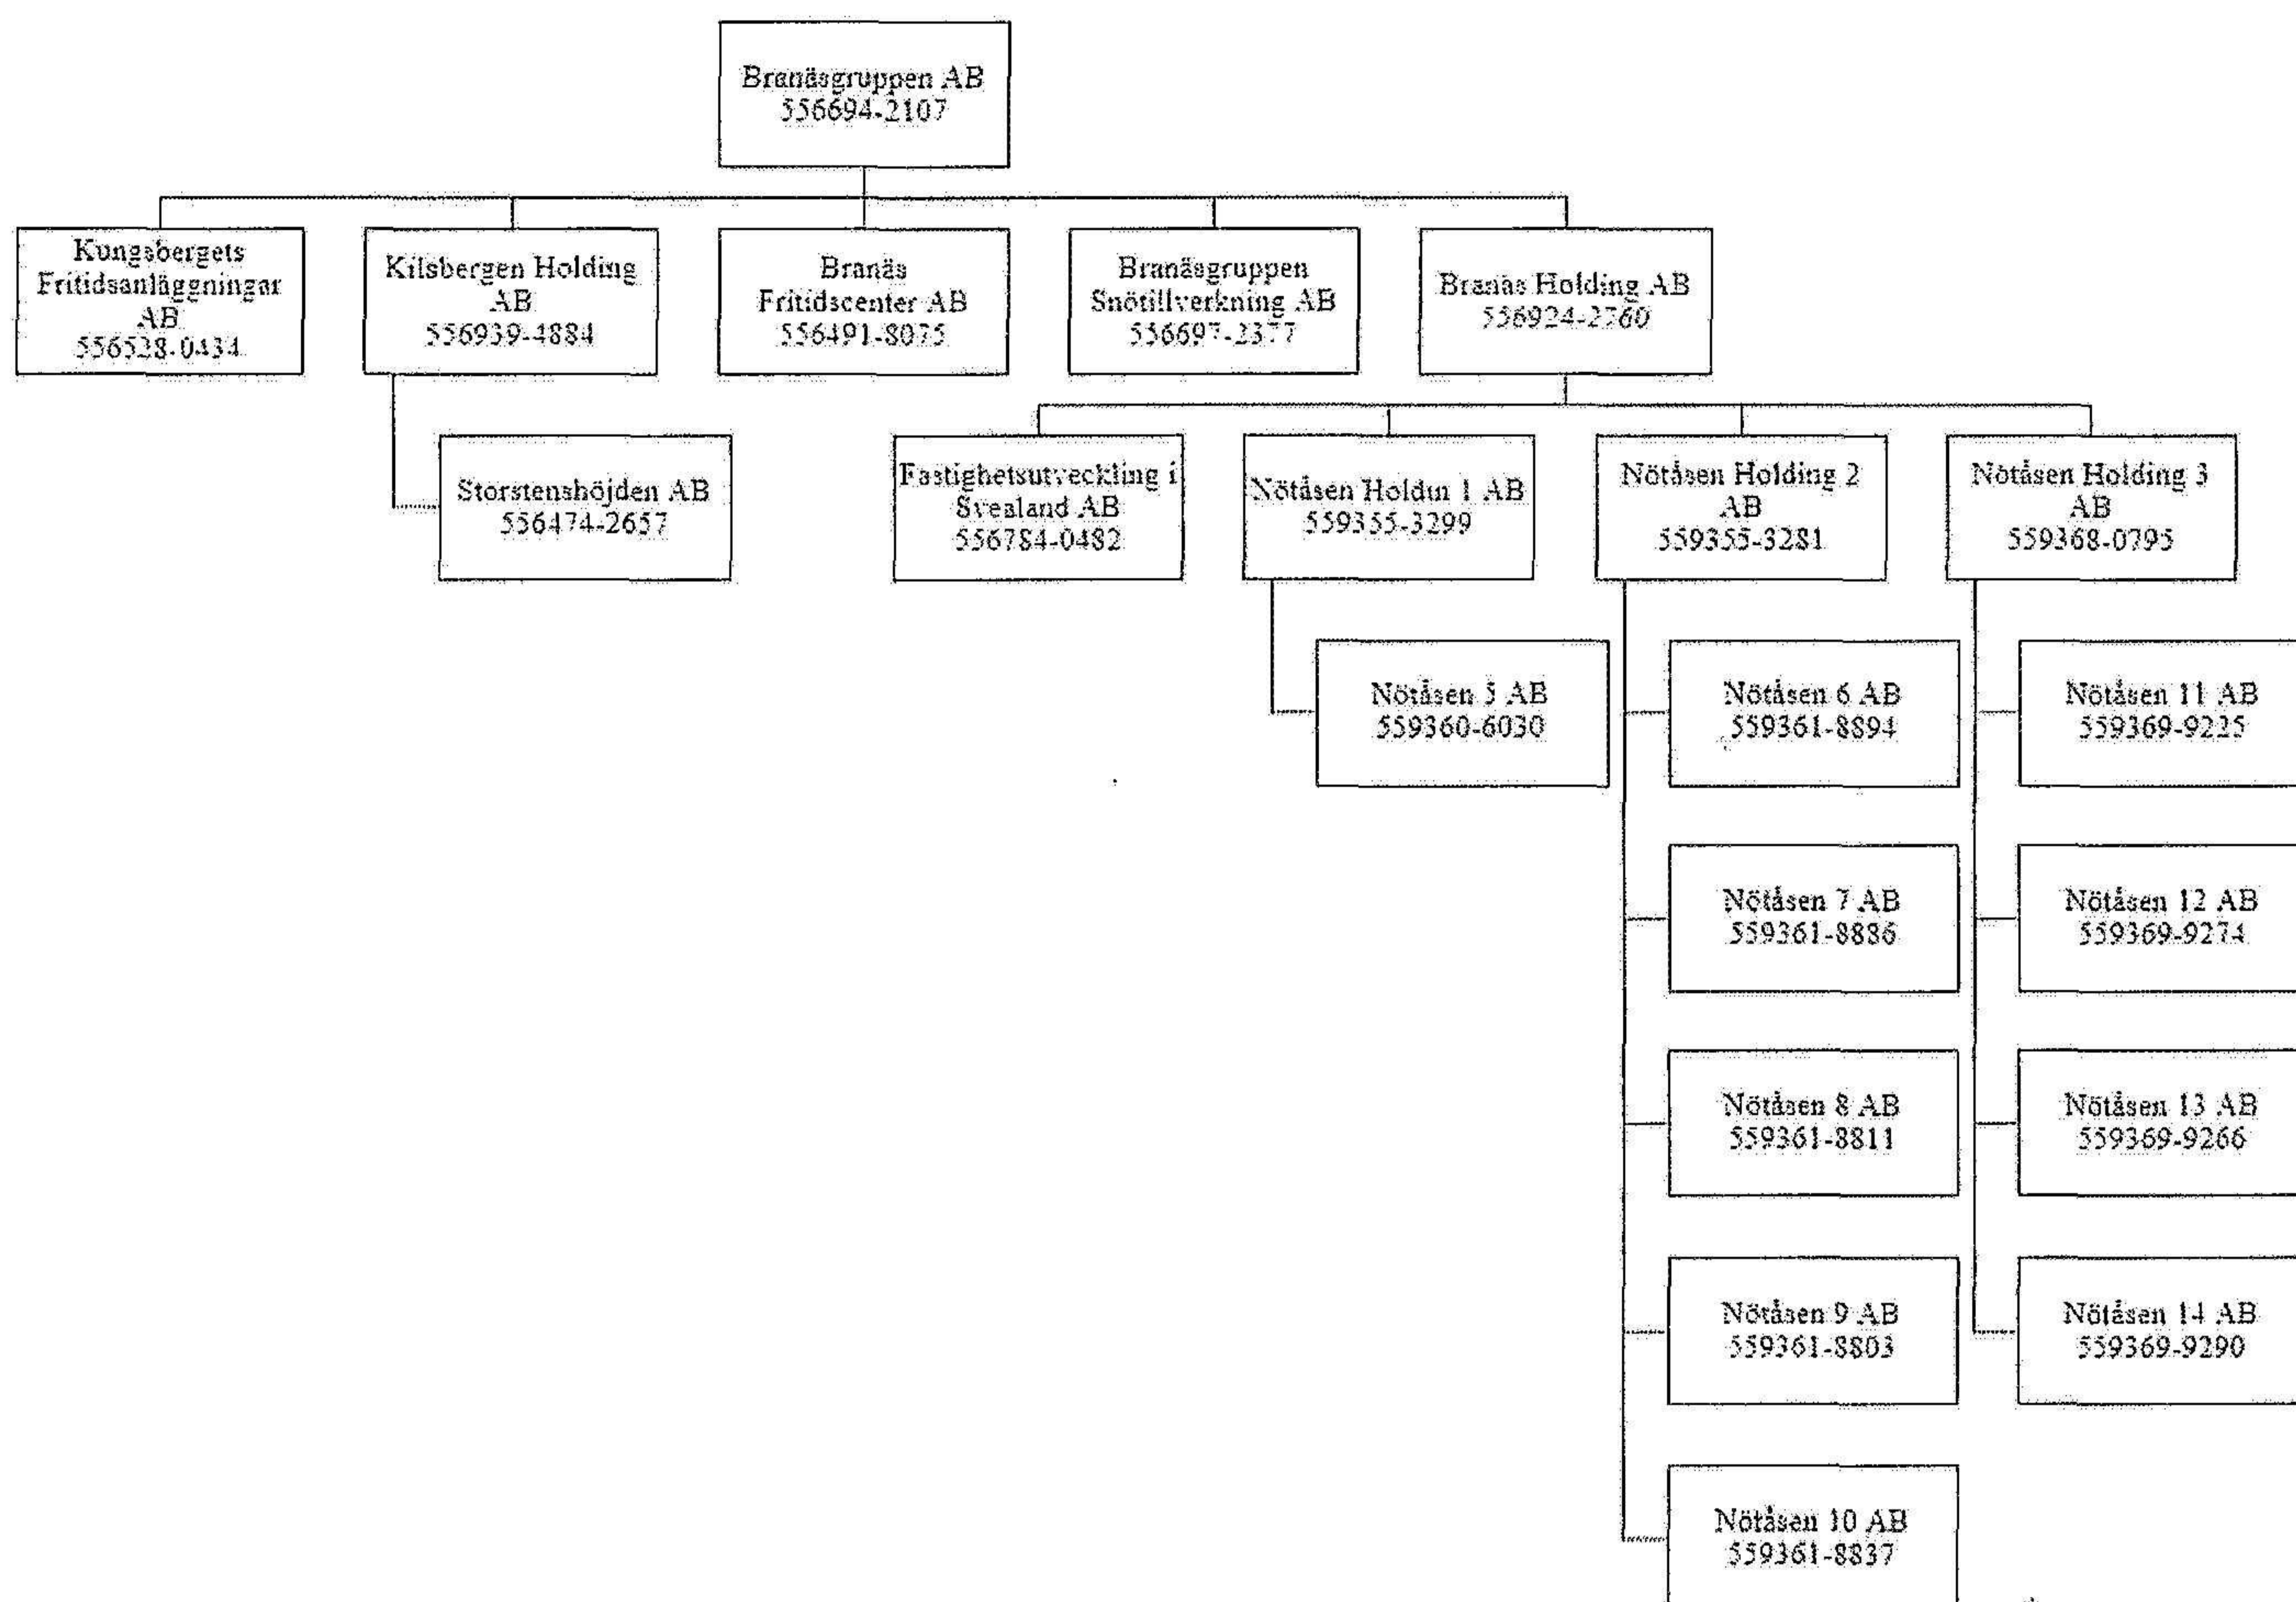 Branäsgruppen AB
556694-2107
Kungsbergets
Fritidsanläggningar
AB
556528-0434
Kilsbergen Holding
AB
556939-4884
Branäs
Fritidscenter AB
556491-8075
Branäsgruppen
Snötillverkning AB
556697-2377
Branäs Holding AB
556924-2760
Storstenshöjden AB
556474-2657
Fastighetsutveckling i
Svealand AB
556784-0482
Nötåsen Holdin 1 AB
559355-3299
Nötåsen Holding 2
AB
559355-3281
Nötåsen Holding 3
AB
559368-0795
Nötåsen 5 AB
559360-6030
Nötåsen 6 AB
559361-8894
Nötåsen 11 AB
559369-9225
Nötåsen 7 AB
559361-8886
Nötåsen 12 AB
559369-9274
Nötåsen 8 AB
559361-8811
Nötåsen 13 AB
559369-9266
Nötåsen 9 AB
559361-8803
Nötåsen 14 AB
559369-9290
Nötåsen 10 AB
559361-8837